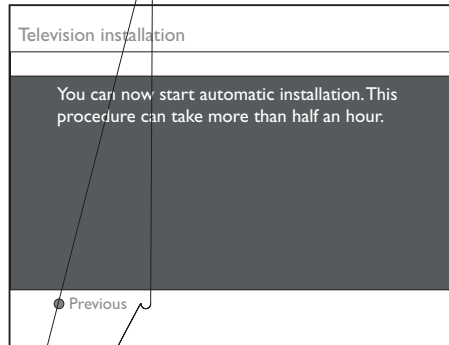 Television installation
You can now start automatic installation. This
procedure can take more than half an hour.
Previous